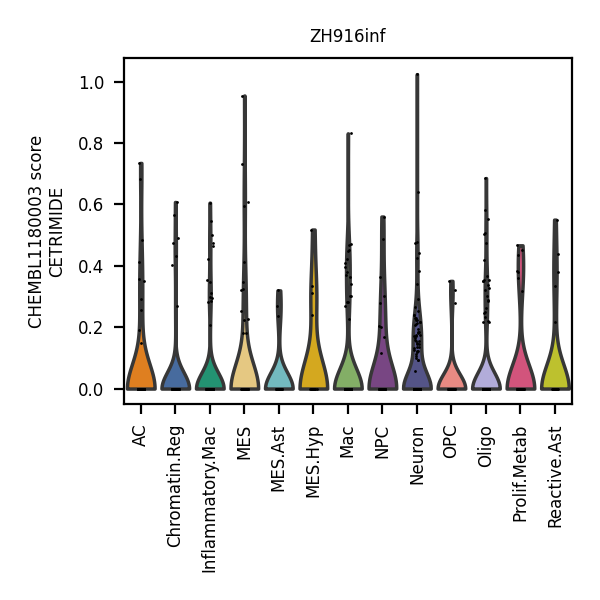 ZH916inf
CHEMBL1180003 score
CETRIMIDE
1.0
0.8
0.6
0.4
0.2
0.0
AC
Chromatin.Reg
Inflammatory.Mac
MES
MES.Ast
MES.Hyp
Mac
NPC
Neuron
OPC
Oligo
Prolif.Metab
Reactive.Ast